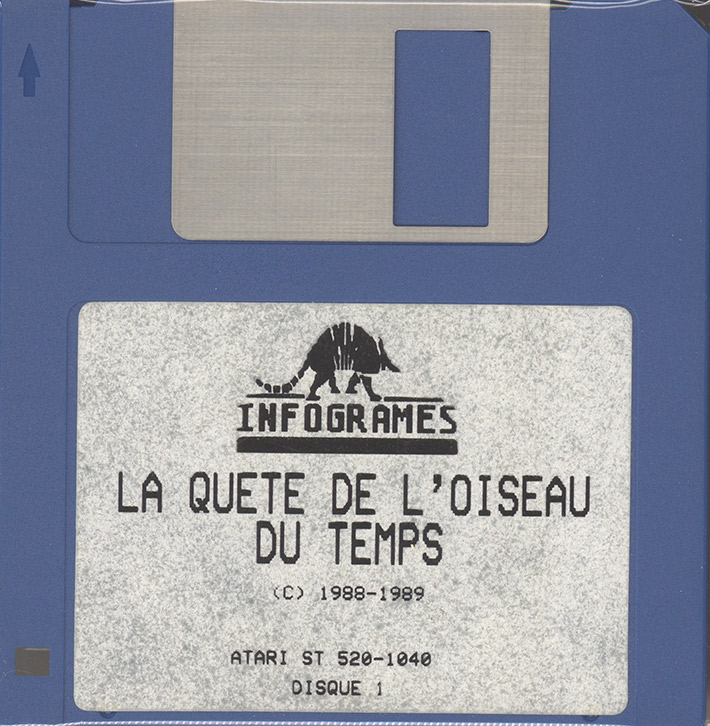 INFOGRAMES
LA QUETE DE L'OISEAU
DU TEMPS
(C) 1988-1989
ATARI ST 520-1040
DISQUE 1